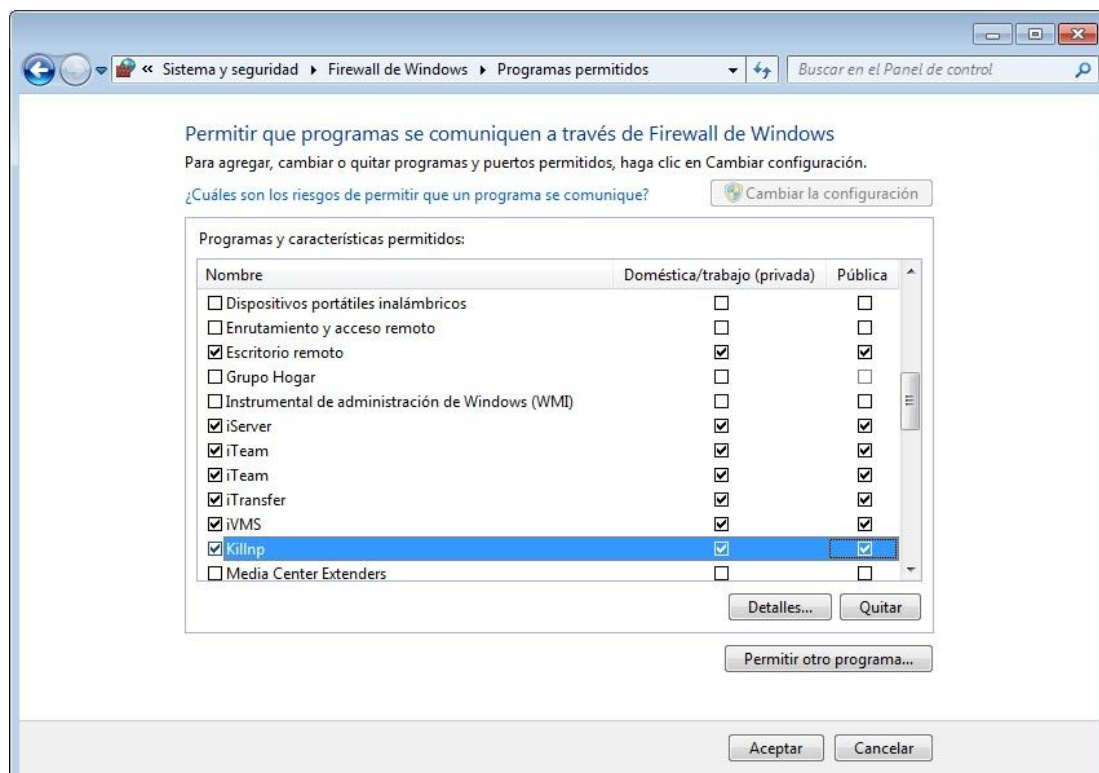 « Sistema y seguridad Firewall de Windows Programas permitidos Buscar en el Panel de control
Permitir que programas se comuniquen a través de Firewall de Windows
Para agregar, cambiar o quitar programas y puertos permitidos, haga clic en Cambiar configuración.
¿Cuáles son los riesgos de permitir que un programa se comunique? Cambiar la configuración
Programas y características permitidos:
Nombre Doméstica/trabajo (privada) Pública
Dispositivos portátiles inalámbricos
Enrutamiento y acceso remoto
Escritorio remoto
Grupo Hogar
Instrumental de administración de Windows (WMI)
iServer
iTeam
iTeam
iTransfer
iVMS
Killnp
Media Center Extenders
Detalles... Quitar
Permitir otro programa...
Aceptar Cancelar